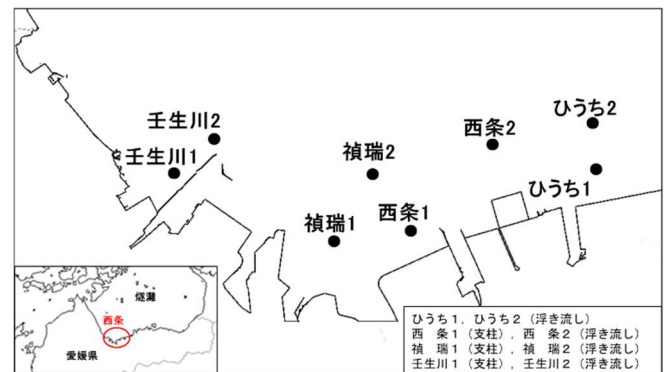 ひうち2
西条2
壬生川2
禎瑞2
壬生川1
ひうち1
西条1
禎瑞1
燧灘
西条
愛媛県
ひうち1，ひうち2（浮き流し）
西　条1（支柱），西　条2（浮き流し）
禎　瑞1（支柱），禎　瑞2（浮き流し）
壬生川1（支柱），壬生川2（浮き流し）